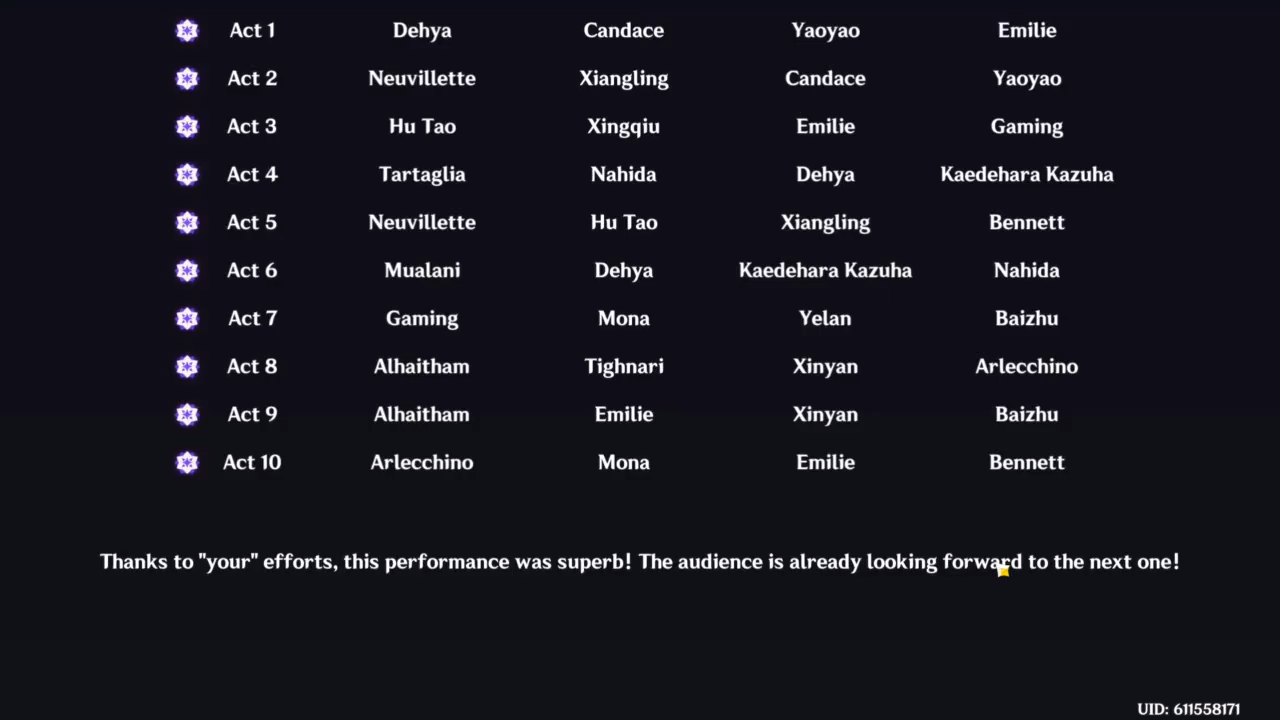 Act 1 Dehya Candace Yaoyao Emilie
Act 2 Neuvillette Xiangling Candace Yaoyao
Act 3 Hu Tao Xingqiu Emilie Gaming
Act 4 Tartaglia Nahida Dehya Kaedehara Kazuha
Act 5 Neuvillette Hu Tao Xiangling Bennett
Act 6 Mualani Dehya Kaedehara Kazuha Nahida
Act 7 Gaming Mona Yelan Baizhu
Act 8 Alhaitham Tighnari Xinyan Arlecchino
Act 9 Alhaitham Emilie Xinyan Baizhu
Act 10 Arlecchino Mona Emilie Bennett
Thanks to "your" efforts, this performance was superb! The audience is already looking forward to the next one!
UID: 611558171